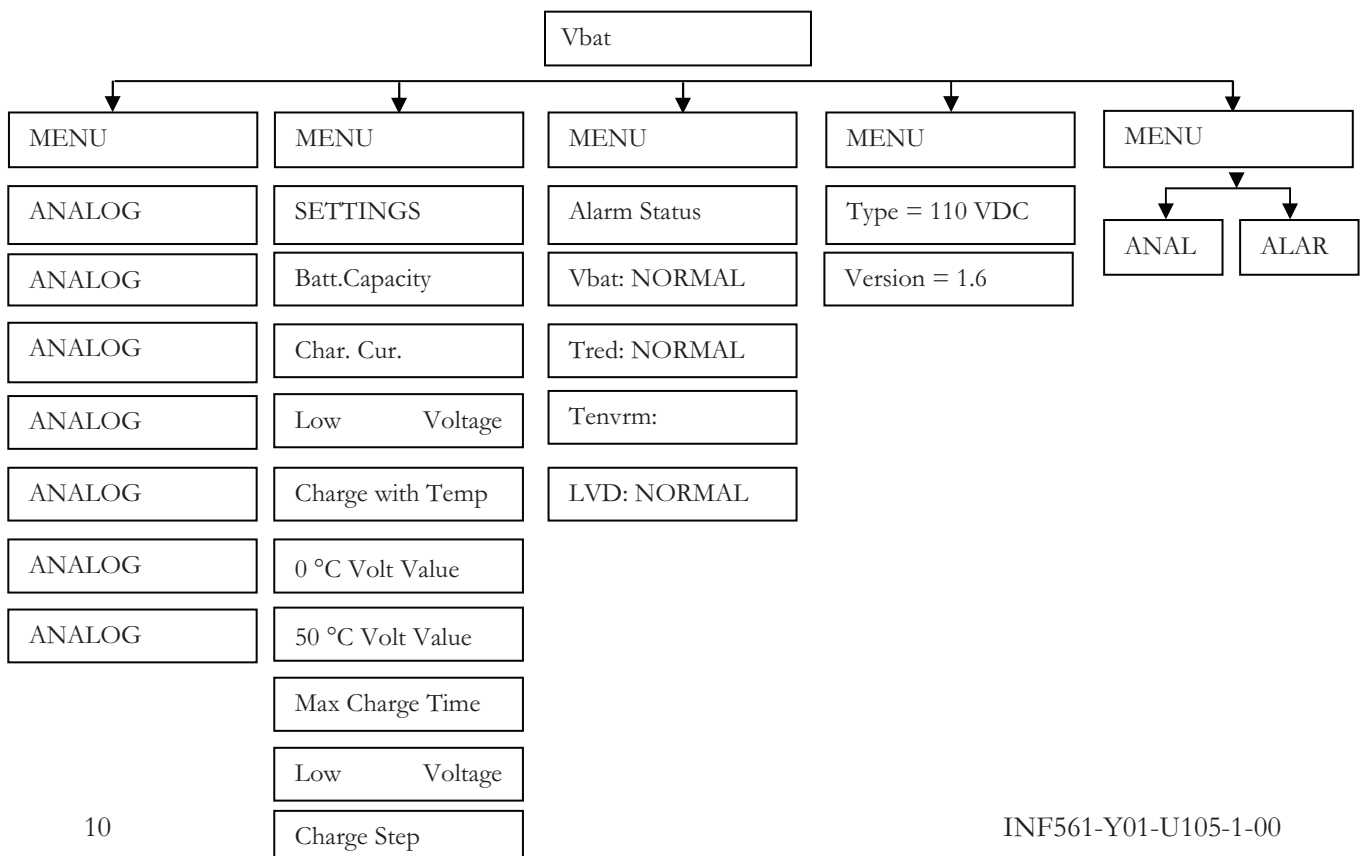 Vbat
MENU MENU MENU MENU MENU
ANALOG SETTINGS Alarm Status Type = 110 VDC ANAL ALAR
ANALOG Batt.Capacity Vbat: NORMAL Version = 1.6
ANALOG Char. Cur. Tred: NORMAL
ANALOG Low Voltage Tenvrm:
ANALOG Charge with Temp LVD: NORMAL
ANALOG 0 °C Volt Value
ANALOG 50 °C Volt Value
Max Charge Time
Low Voltage
Charge Step
10 INF561-Y01-U105-1-00